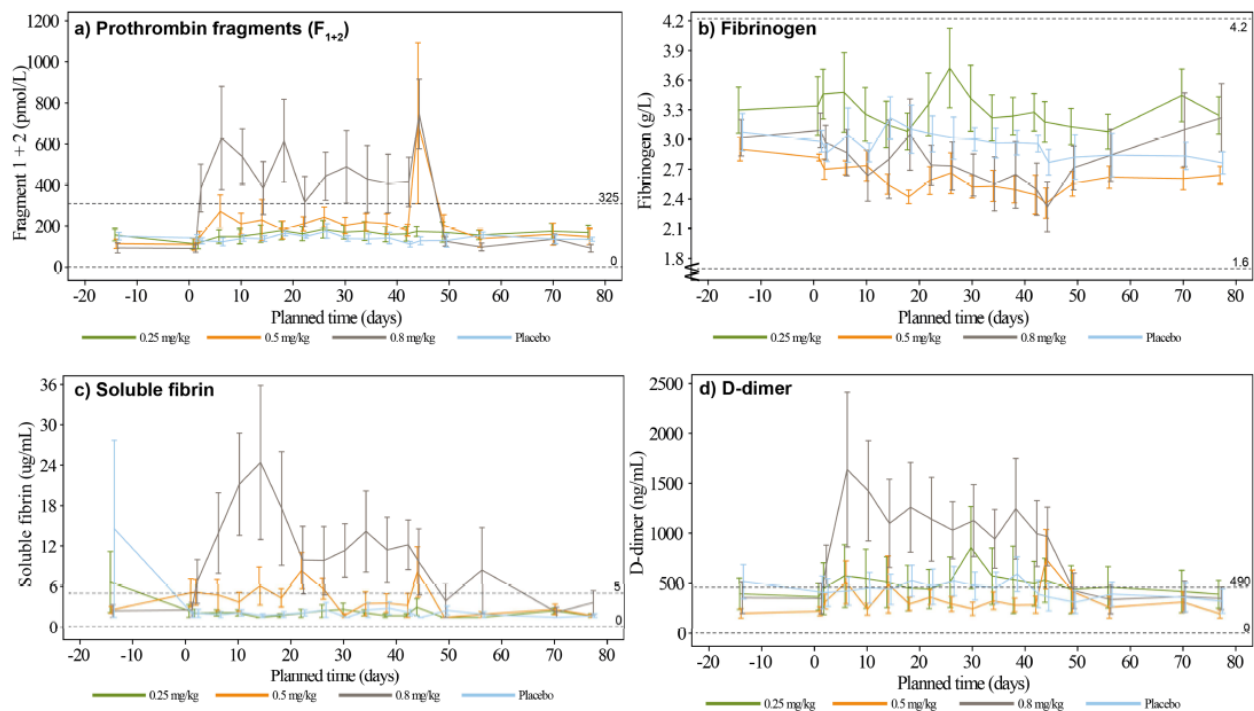 a) Prothrombin fragments (F1+2)
Fragment 1 + 2 (pmol/L)
1200
1000
800
600
400
200
0
325
0
-20 -10 0 10 20 30 40 50 60 70 80
Planned time (days)
0.25 mg/kg 0.5 mg/kg 0.8 mg/kg Placebo
b) Fibrinogen
Fibrinogen (g/L)
4.2
3.9
3.6
3.3
3.0
2.7
2.4
2.1
1.8
4.2
1.6
-20 -10 0 10 20 30 40 50 60 70 80
Planned time (days)
0.25 mg/kg 0.5 mg/kg 0.8 mg/kg Placebo
c) Soluble fibrin
Soluble fibrin (ug/mL)
36
30
24
18
12
6
0
5
0
-20 -10 0 10 20 30 40 50 60 70 80
Planned time (days)
0.25 mg/kg 0.5 mg/kg 0.8 mg/kg Placebo
d) D-dimer
D-dimer (ng/mL)
2500
2000
1500
1000
500
0
490
0
-20 -10 0 10 20 30 40 50 60 70 80
Planned time (days)
0.25 mg/kg 0.5 mg/kg 0.8 mg/kg Placebo